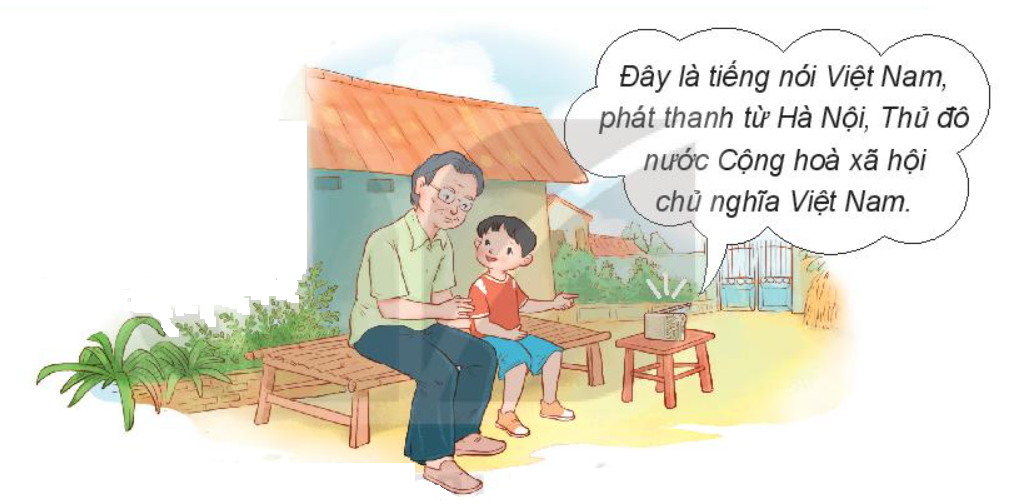 Đây là tiếng nói Việt Nam,
phát thanh từ Hà Nội, Thủ đô
nước Cộng hoà xã hội
chủ nghĩa Việt Nam.